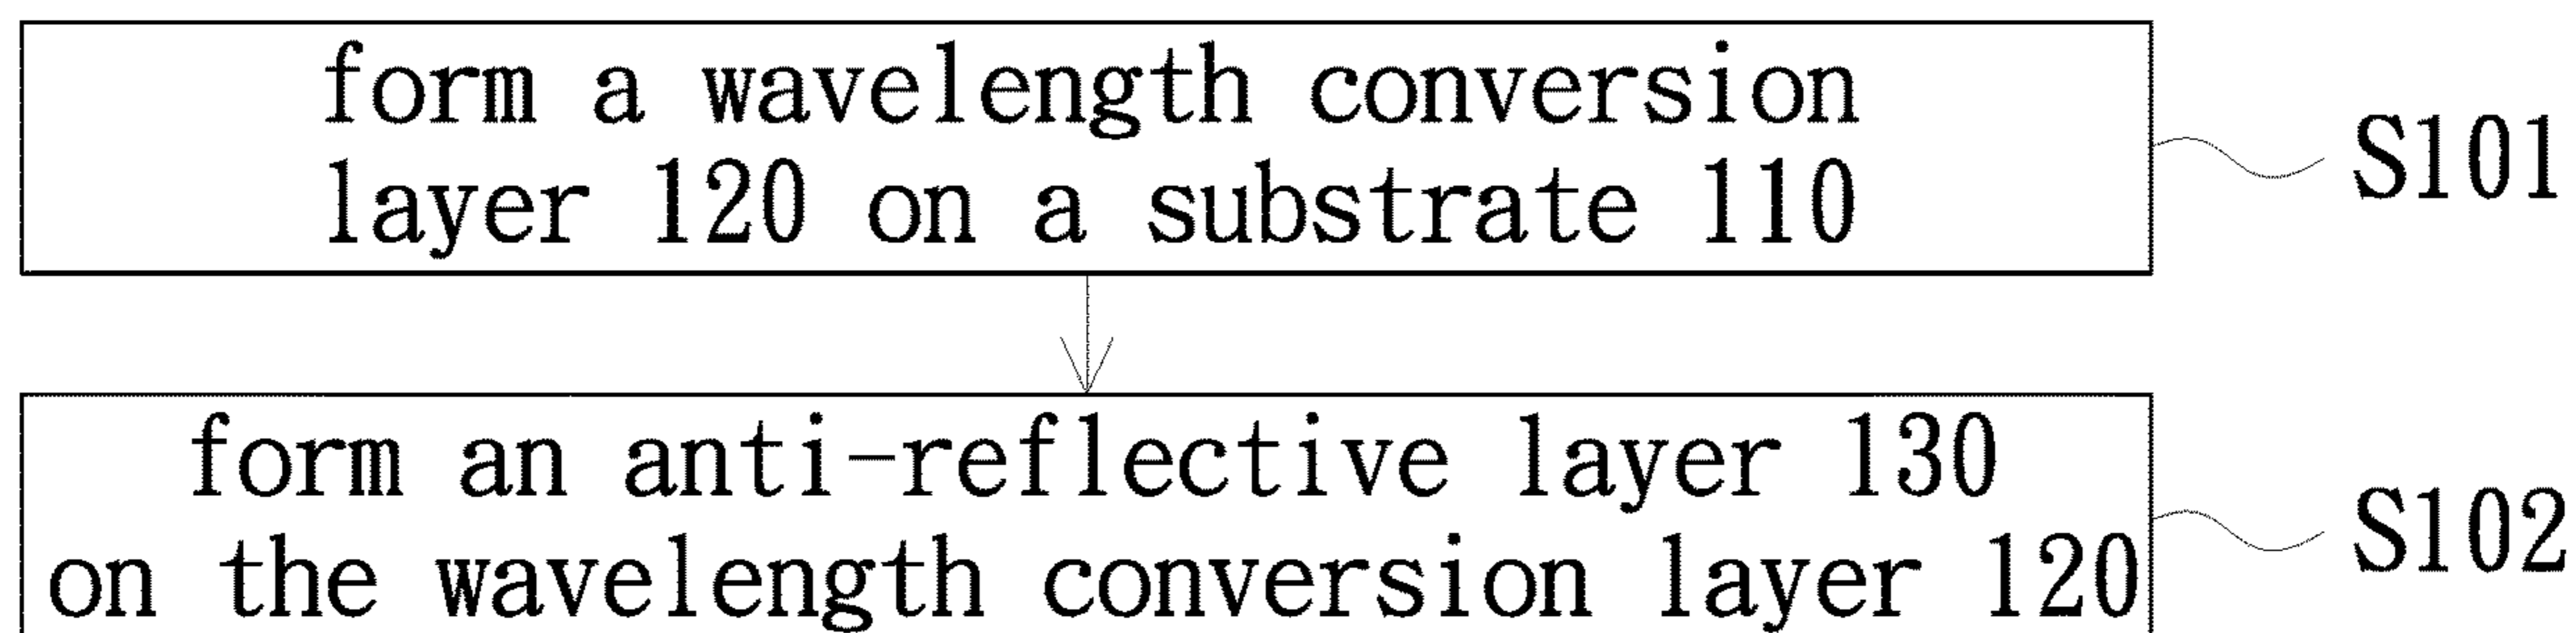 form a wavelength conversion
layer 120 on a substrate 110
S101
form an anti-reflective layer 130
on the wavelength conversion layer 120
S102